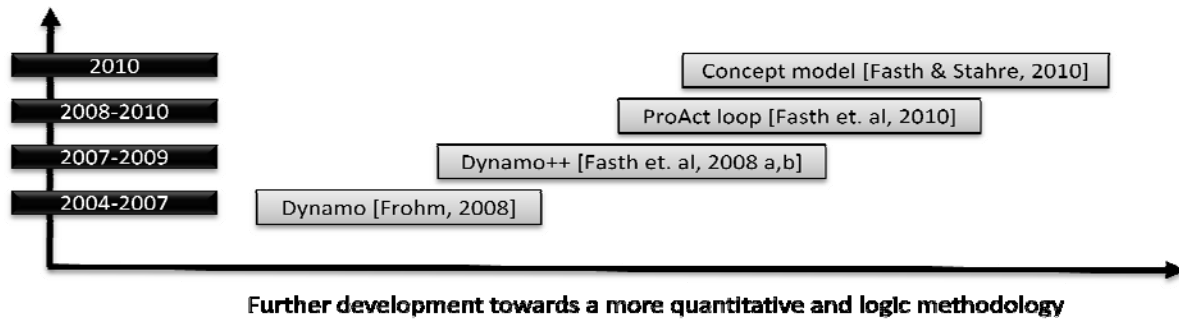 2010 Concept model [Fasth & Stahre, 2010]
2008-2010 ProAct loop [Fasth et. al, 2010]
2007-2009 Dynamo++ [Fasth et. al, 2008 a,b]
2004-2007 Dynamo [Frohm, 2008]
Further development towards a more quantitative and logic methodology